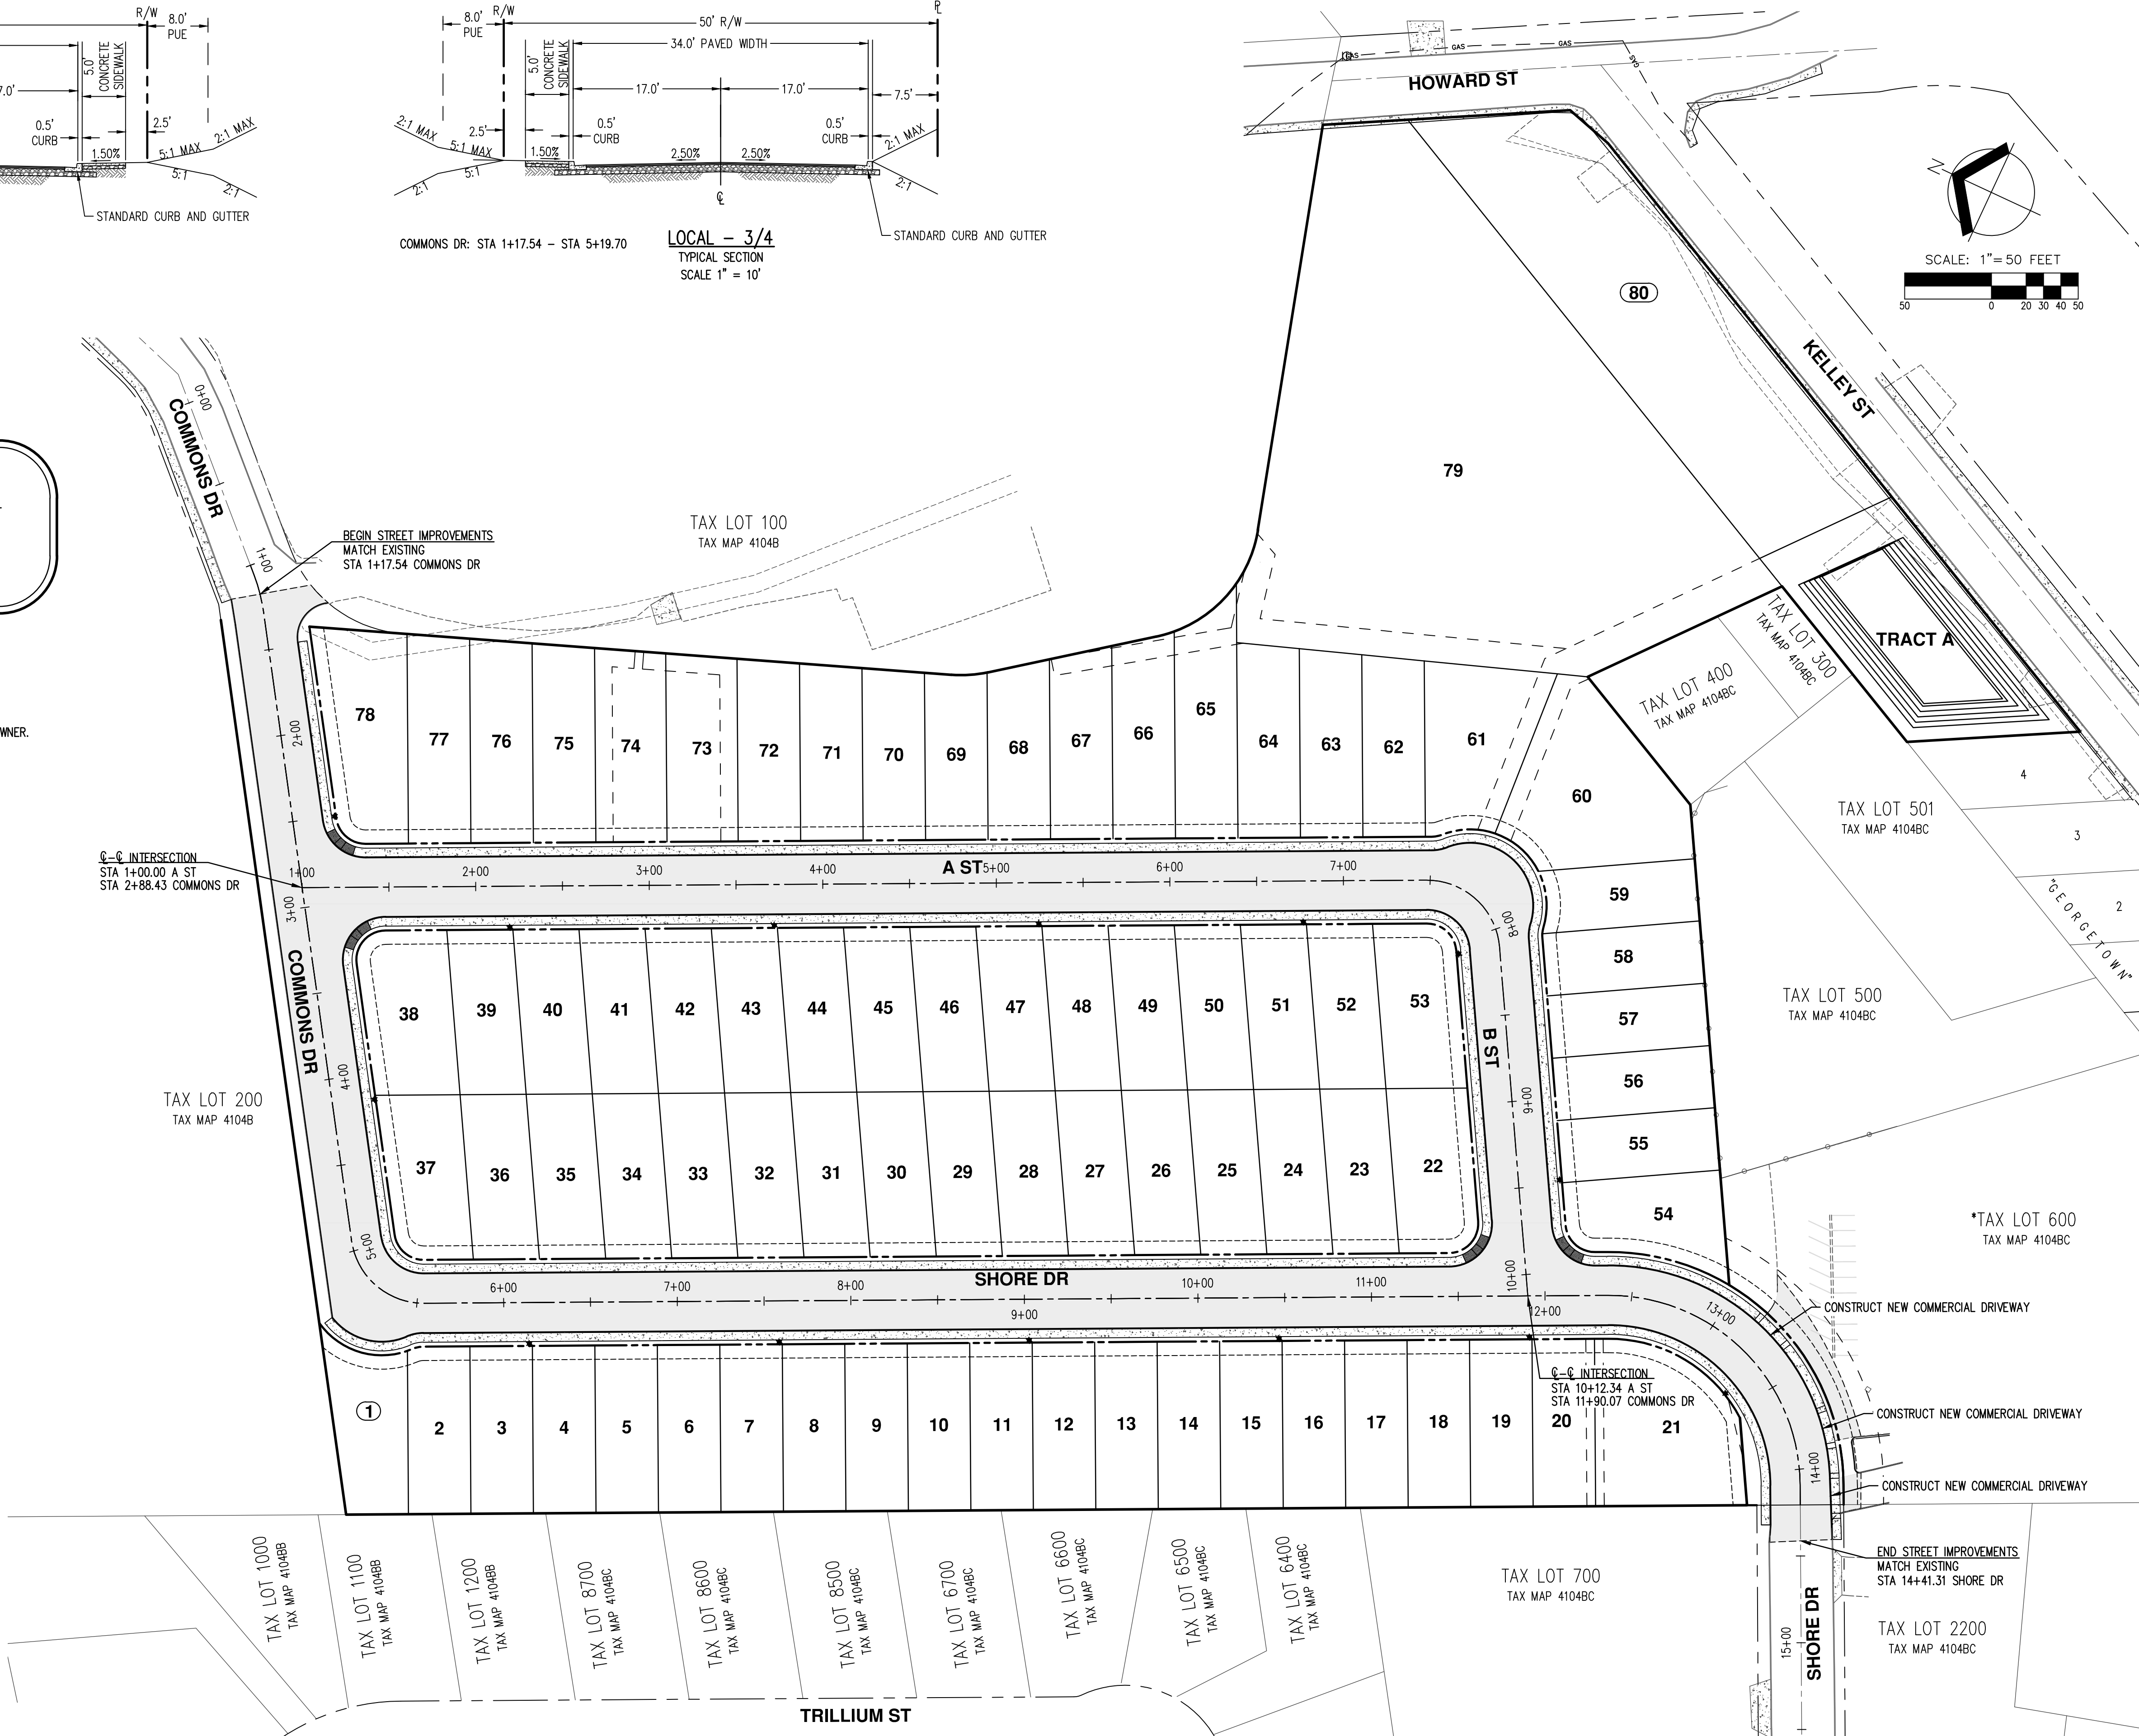 R/W
8.0'
PUE
5.0'
CONCRETE
SIDEWALK
7.0'
0.5'
CURB
2.5'
1.50%
5:1 MAX
2:1 MAX
5:1
2:1
STANDARD CURB AND GUTTER
8.0'
PUE
R/W
50' R/W
34.0' PAVED WIDTH
5.0'
CONCRETE
SIDEWALK
17.0'
17.0'
7.5'
2:1 MAX
5:1 MAX
2.5'
0.5'
CURB
0.5'
CURB
2:1 MAX
1.50%
2.50%
2.50%
2:1
5:1
2:1
STANDARD CURB AND GUTTER
COMMONS DR: STA 1+17.54 - STA 5+19.70
LOCAL - 3/4
TYPICAL SECTION
SCALE 1" = 10'
GAS
GAS
GAS
GAS
HOWARD ST
N
SCALE: 1"=50 FEET
50
0
20
30
40
50
80
KELLEY ST
79
0+00
COMMONS DR
1+00
BEGIN STREET IMPROVEMENTS
MATCH EXISTING
STA 1+17.54 COMMONS DR
TAX LOT 100
TAX MAP 4104B
TAX LOT 300
TAX MAP 4104BC
TRACT A
TAX LOT 400
TAX MAP 4104BC
WNER.
2+00
78
77
76
75
74
73
72
71
70
69
68
67
66
65
64
63
62
61
60
4
TAX LOT 501
TAX MAP 4104BC
3
2
"GEORGETOWN"
℄-℄ INTERSECTION
STA 1+00.00 A ST
STA 2+88.43 COMMONS DR
1+00
2+00
3+00
4+00
A ST
5+00
6+00
7+00
8+00
3+00
59
58
57
56
55
54
TAX LOT 500
TAX MAP 4104BC
COMMONS DR
4+00
5+00
38
39
40
41
42
43
44
45
46
47
48
49
50
51
52
53
B ST
9+00
10+00
TAX LOT 200
TAX MAP 4104B
37
36
35
34
33
32
31
30
29
28
27
26
25
24
23
22
*TAX LOT 600
TAX MAP 4104BC
6+00
7+00
8+00
9+00
SHORE DR
10+00
11+00
12+00
13+00
14+00
CONSTRUCT NEW COMMERCIAL DRIVEWAY
℄-℄ INTERSECTION
STA 10+12.34 A ST
STA 11+90.07 COMMONS DR
CONSTRUCT NEW COMMERCIAL DRIVEWAY
CONSTRUCT NEW COMMERCIAL DRIVEWAY
1
2
3
4
5
6
7
8
9
10
11
12
13
14
15
16
17
18
19
20
21
END STREET IMPROVEMENTS
MATCH EXISTING
STA 14+41.31 SHORE DR
TAX LOT 1000
TAX MAP 4104BB
TAX LOT 1100
TAX MAP 4104BB
TAX LOT 1200
TAX MAP 4104BC
TAX LOT 8700
TAX MAP 4104BC
TAX LOT 8600
TAX MAP 4104BC
TAX LOT 8500
TAX MAP 4104BC
TAX LOT 6700
TAX MAP 4104BC
TAX LOT 6600
TAX MAP 4104BC
TAX LOT 6500
TAX MAP 4104BC
TAX LOT 6400
TAX MAP 4104BC
TAX LOT 700
TAX MAP 4104BC
15+00
SHORE DR
TAX LOT 2200
TAX MAP 4104BC
TRILLIUM ST